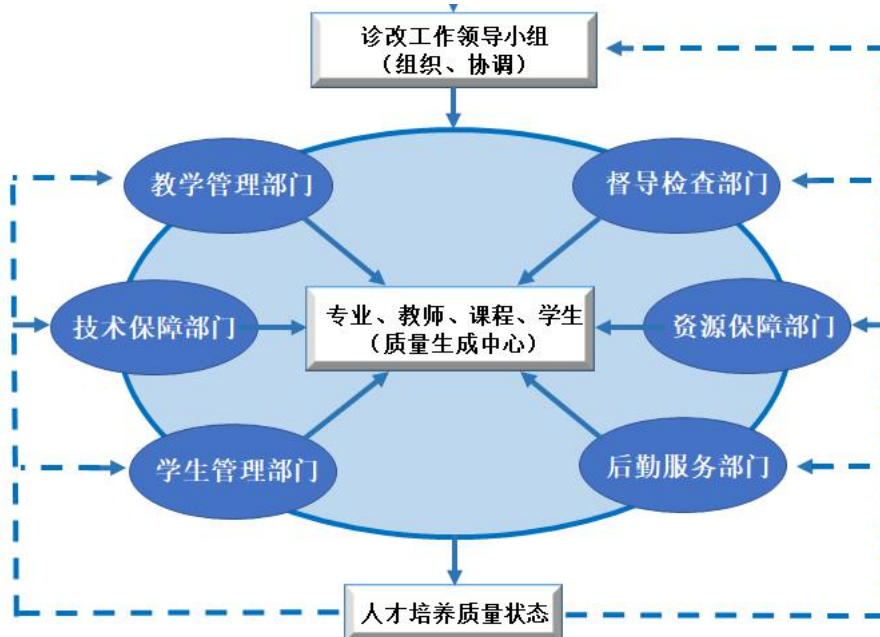 诊改工作领导小组
（组织、协调）
教学管理部门
督导检查部门
专业、教师、课程、学生
（质量生成中心）
技术保障部门
资源保障部门
学生管理部门
后勤服务部门
人才培养质量状态